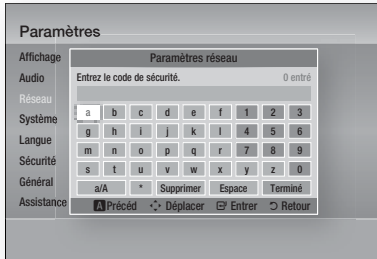 Paramètres
Affichage
Audio
Réseau
Système
Langue
Sécurité
Général
Assistance
Paramètres réseau
Entrez le code de sécurité. 0 entré
a b c d e f 1 2 3
g h i j k l 4 5 6
m n o p q r 7 8 9
s t u v w x y z 0
a/A * Supprimer Espace Terminé
A Précéd Déplacer Entrer Retour